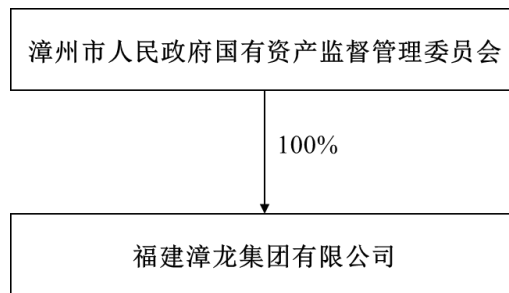 漳州市人民政府国有资产监督管理委员会
100%
福建漳龙集团有限公司